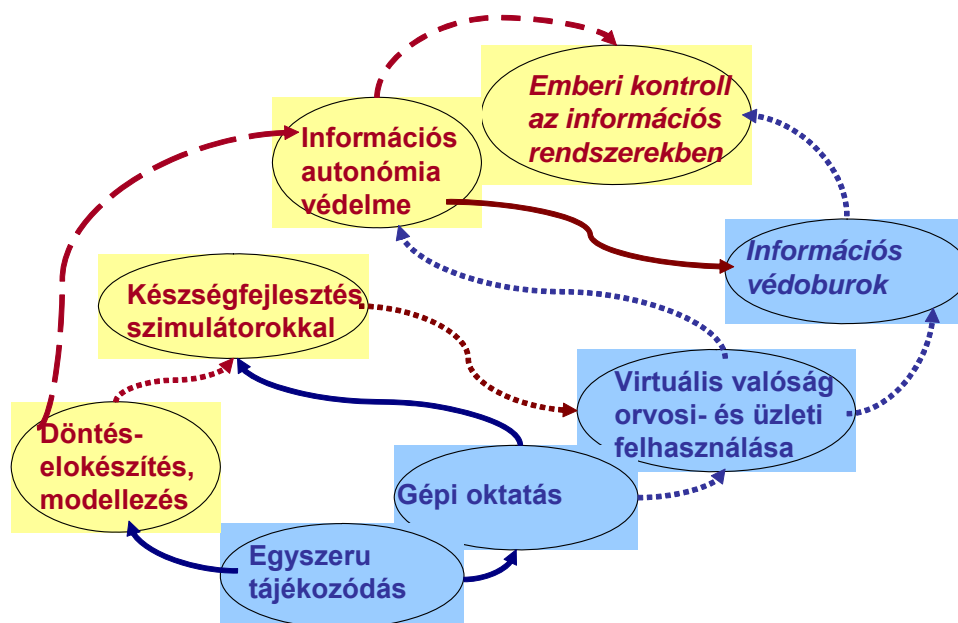 Emberi kontroll
az információs
rendszerekben
Információs
autonómia
védelme
Információs
védoburok
Készségfejlesztés
szimulátorokkal
Virtuális valóság
orvosi- és üzleti
felhasználása
Döntés-
elokészítés,
modellezés
Gépi oktatás
Egyszeru
tájékozódás